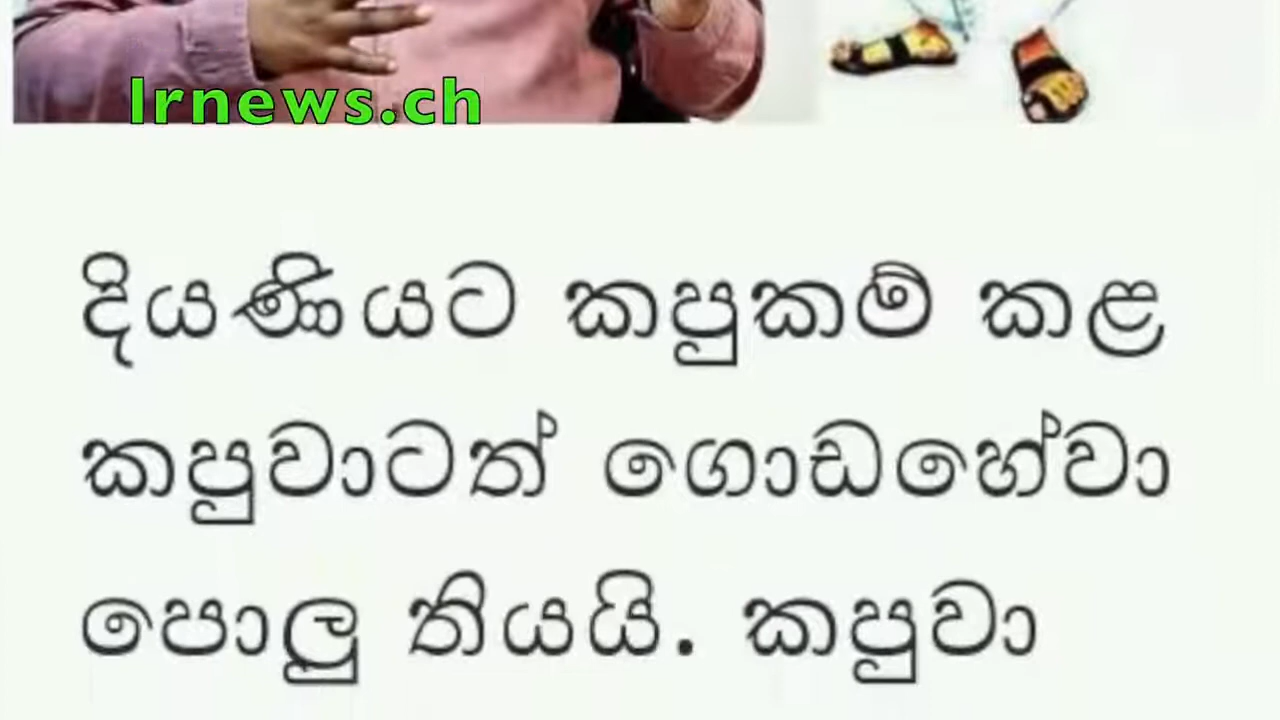 lrnews.ch
දියණියට කපුකම් කළ
කපුවාටත් ගොඩහේවා
පොලු තියයි. කපුවා